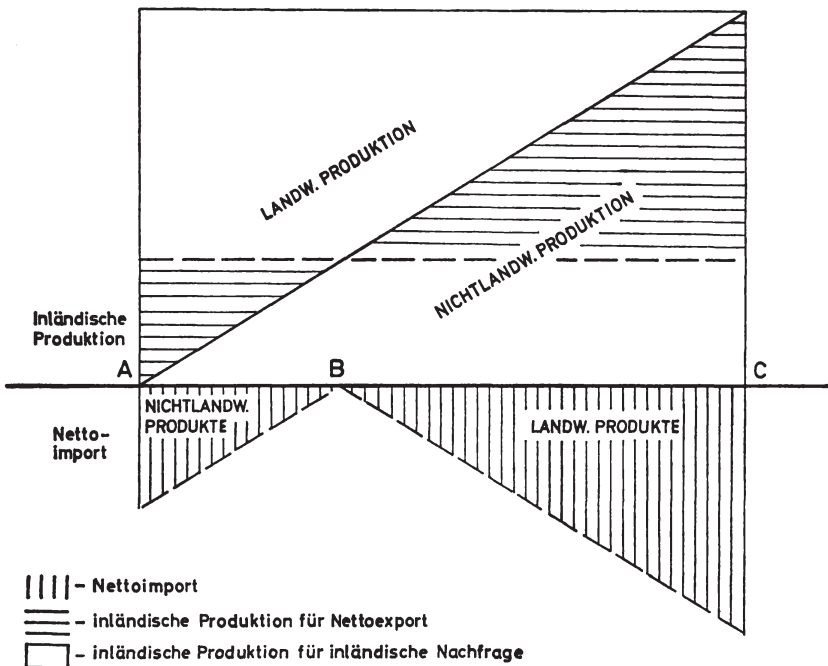 LANDW. PRODUKTION
NICHTLANDW. PRODUKTION
Inländische
Produktion
A
B
C
NICHTLANDW.
PRODUKTE
LANDW. PRODUKTE
Netto-
import
- Nettoimport
- inländische Produktion für Nettoexport
- inländische Produktion für inländische Nachfrage